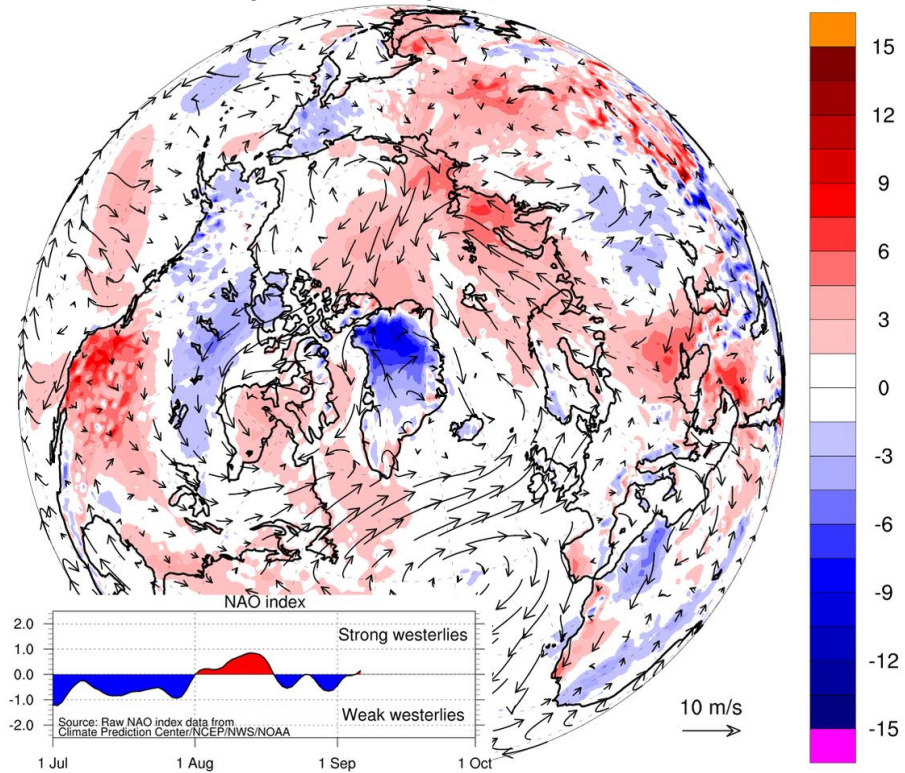 15
12
9
6
3
0
-3
-6
-9
-12
-15
10 m/s
NAO index
2.0
1.0
0.0
-1.0
-2.0
Strong westerlies
Weak westerlies
Source: Raw NAO index data from
Climate Prediction Center/NCEP/NWS/NOAA
1 Jul
1 Aug
1 Sep
1 Oct